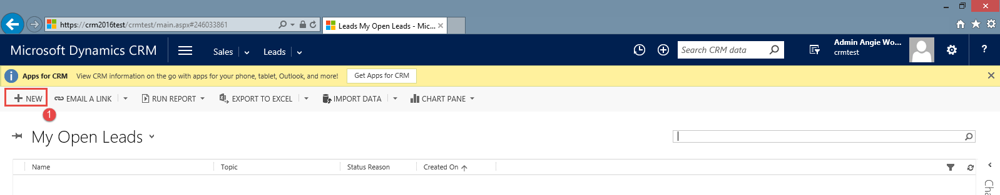 https://crm2016test/crmtest/main.aspx#246033861
Leads My Open Leads - Mic...
Microsoft Dynamics CRM
Sales
Leads
Search CRM data
Admin Angie Wo...
crmtest
?
Apps for CRM View CRM information on the go with apps for your phone, tablet, Outlook, and more! Get Apps for CRM
NEW EMAIL A LINK RUN REPORT EXPORT TO EXCEL IMPORT DATA CHART PANE
1
My Open Leads
Name Topic Status Reason Created On